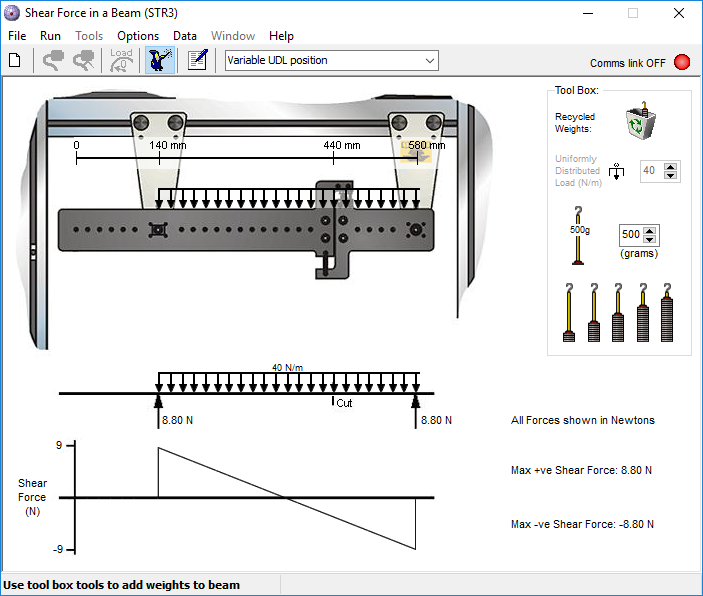 Shear Force in a Beam (STR3)
File Run Tools Options Data Window Help
Load
Variable UDL position
Comms link OFF
Tool Box:
Recycled
Weights:
0 140 mm 440 mm 580 mm
Uniformly
Distributed
Load (N/m)
40
500g
500
(grams)
40 N/m
Cut
8.80 N 8.80 N
All Forces shown in Newtons
9
Max +ve Shear Force: 8.80 N
Shear
Force
(N)
Max -ve Shear Force: -8.80 N
-9
Use tool box tools to add weights to beam